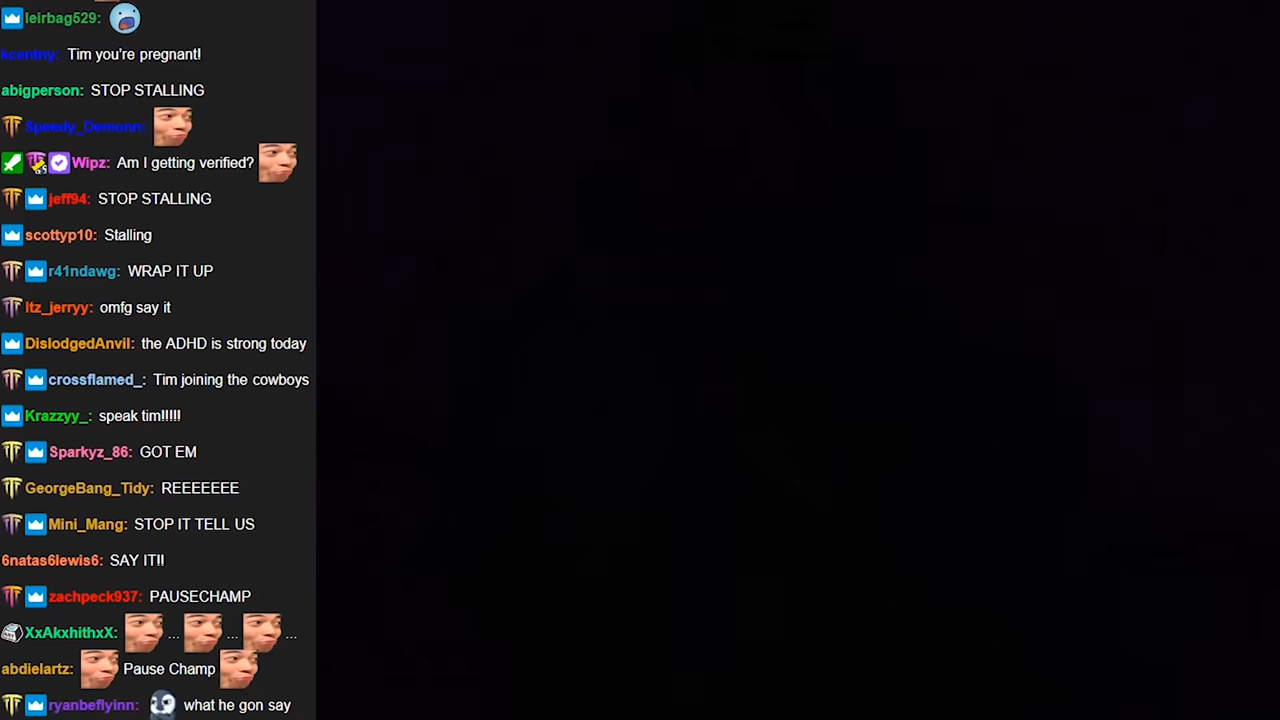 leirbag529:
kcentny: Tim you're pregnant!
abigperson: STOP STALLING
Speedy_Demonn:
Wipz: Am I getting verified?
jeff94: STOP STALLING
scottyp10: Stalling
r41ndawg: WRAP IT UP
Itz_jerryy: omfg say it
DislodgedAnvil: the ADHD is strong today
crossflamed_: Tim joining the cowboys
Krazzyy_: speak tim!!!!!
Sparkyz_86: GOT EM
GeorgeBang_Tidy: REEEEEEE
Mini_Mang: STOP IT TELL US
6natas6lewis6: SAY IT!!
zachpeck937: PAUSECHAMP
XxAkxhithxX: ... ... ...
abdielartz: Pause Champ
ryanbeflyinn: what he gon say